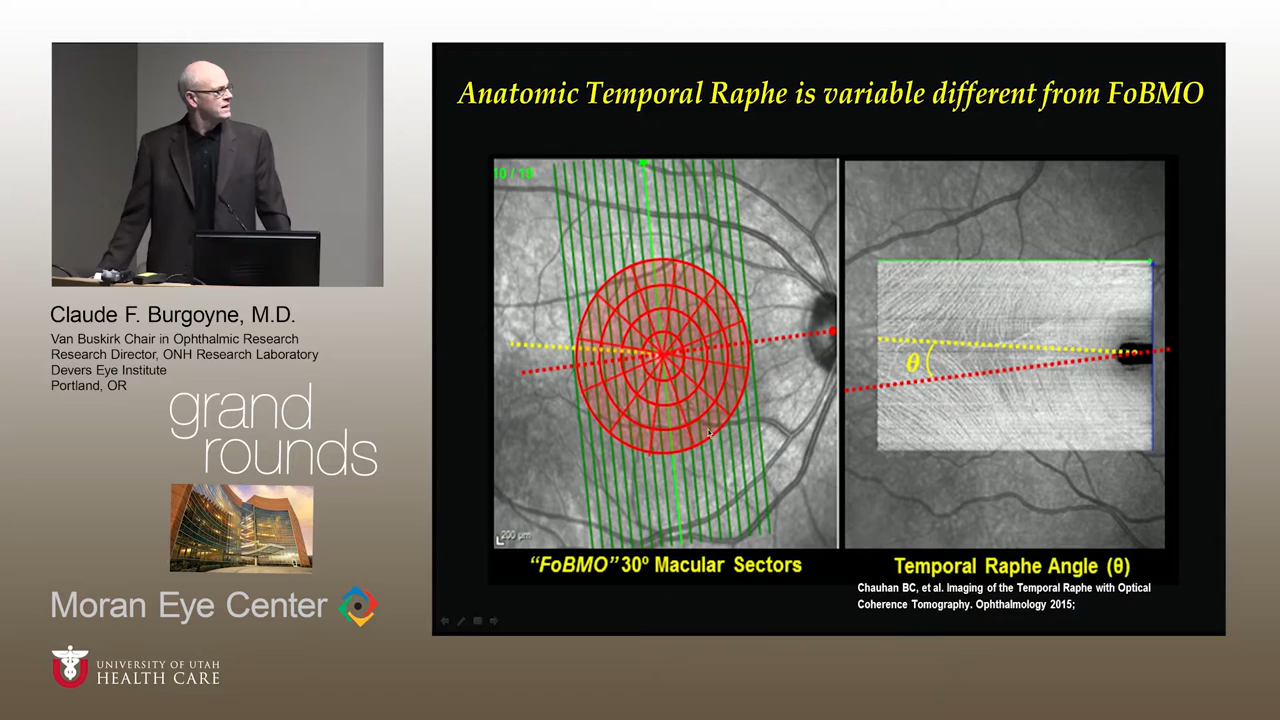 Anatomic Temporal Raphe is variable different from FoBMO
10 / 19
θ
200 µm
"FoBMO" 30º Macular Sectors
Temporal Raphe Angle (θ)
Chauhan BC, et al. Imaging of the Temporal Raphe with Optical
Coherence Tomography. Ophthalmology 2015;
Claude F. Burgoyne, M.D.
Van Buskirk Chair in Ophthalmic Research
Research Director, ONH Research Laboratory
Devers Eye Institute
Portland, OR
grand
rounds
Moran Eye Center
UNIVERSITY OF UTAH
HEALTH CARE